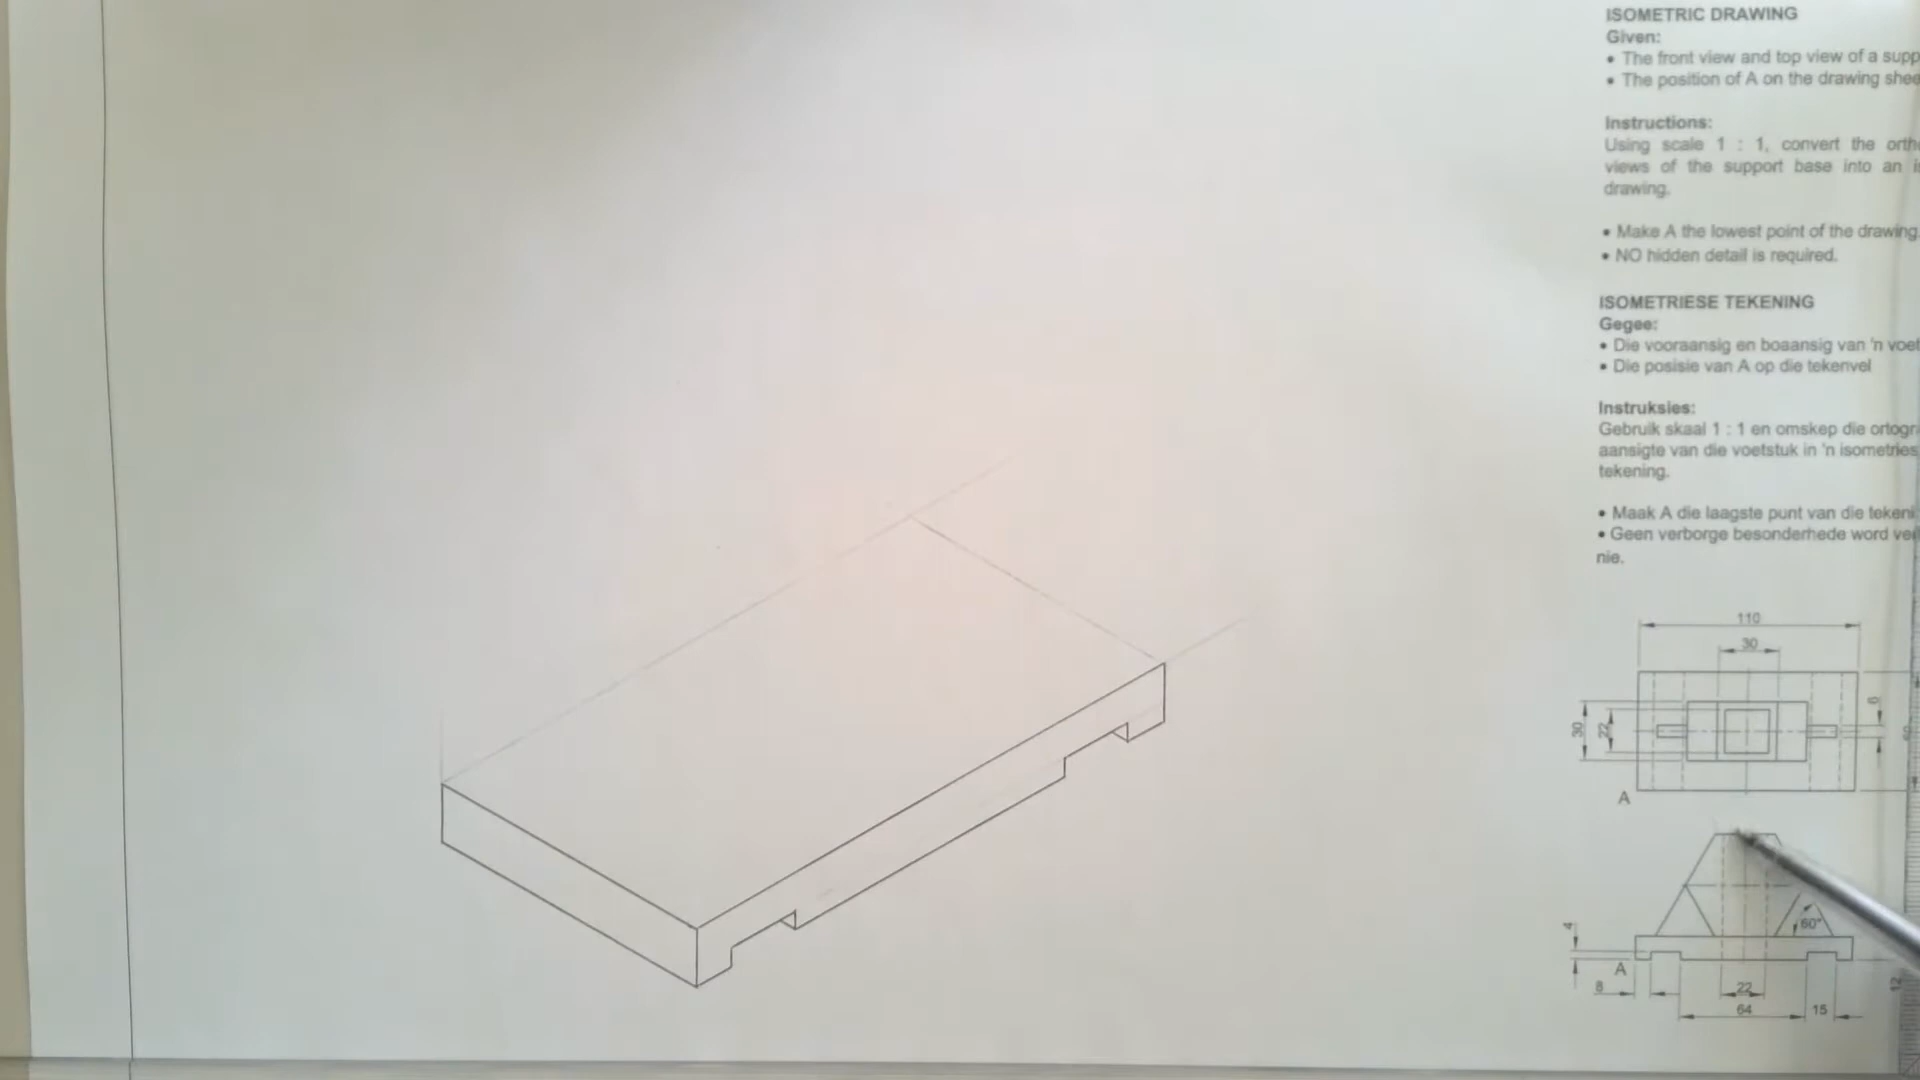 ISOMETRIC DRAWING
Given:
• The front view and top view of a supp
• The position of A on the drawing shee
Instructions:
Using scale 1 : 1, convert the orth
views of the support base into an i
drawing.
• Make A the lowest point of the drawing.
• NO hidden detail is required.
ISOMETRIESE TEKENING
Gegee:
• Die vooraansig en boaansig van 'n voet
• Die posisie van A op die tekenvel
Instruksies:
Gebruik skaal 1 : 1 en omskep die ortogr
aansigte van die voetstuk in 'n isometries
tekening.
• Maak A die laagste punt van die tekeni
• Geen verborge besonderhede word ver
nie.
110
30
6
30
22
A
4
60°
A
8
22
12
64
15